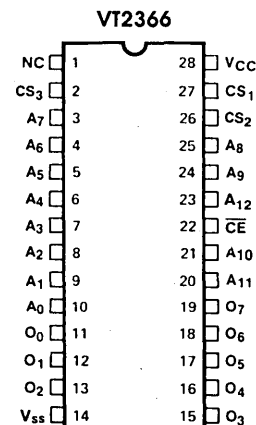 VT2366
NC 1 28 VCC
CS3 2 27 CS1
A7 3 26 CS2
A6 4 25 A8
A5 5 24 A9
A4 6 23 A12
A3 7 22 C̅E̅
A2 8 21 A10
A1 9 20 A11
A0 10 19 O7
O0 11 18 O6
O1 12 17 O5
O2 13 16 O4
Vss 14 15 O3